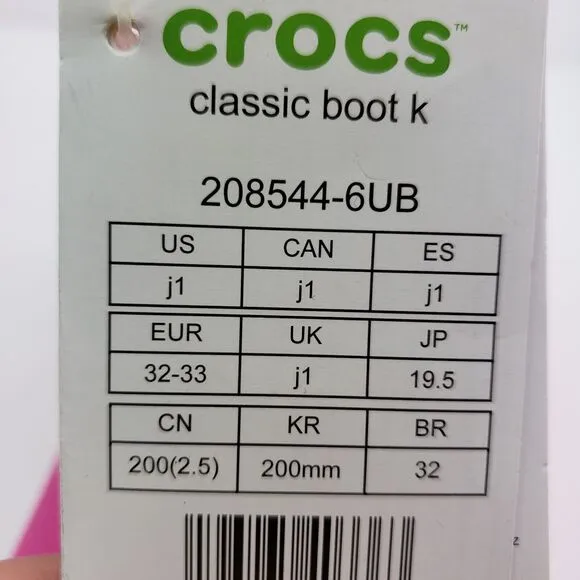 crocs™
classic boot k
208544-6UB
US CAN ES
j1 j1 j1
EUR UK JP
32-33 j1 19.5
CN KR BR
200(2.5) 200mm 32
z